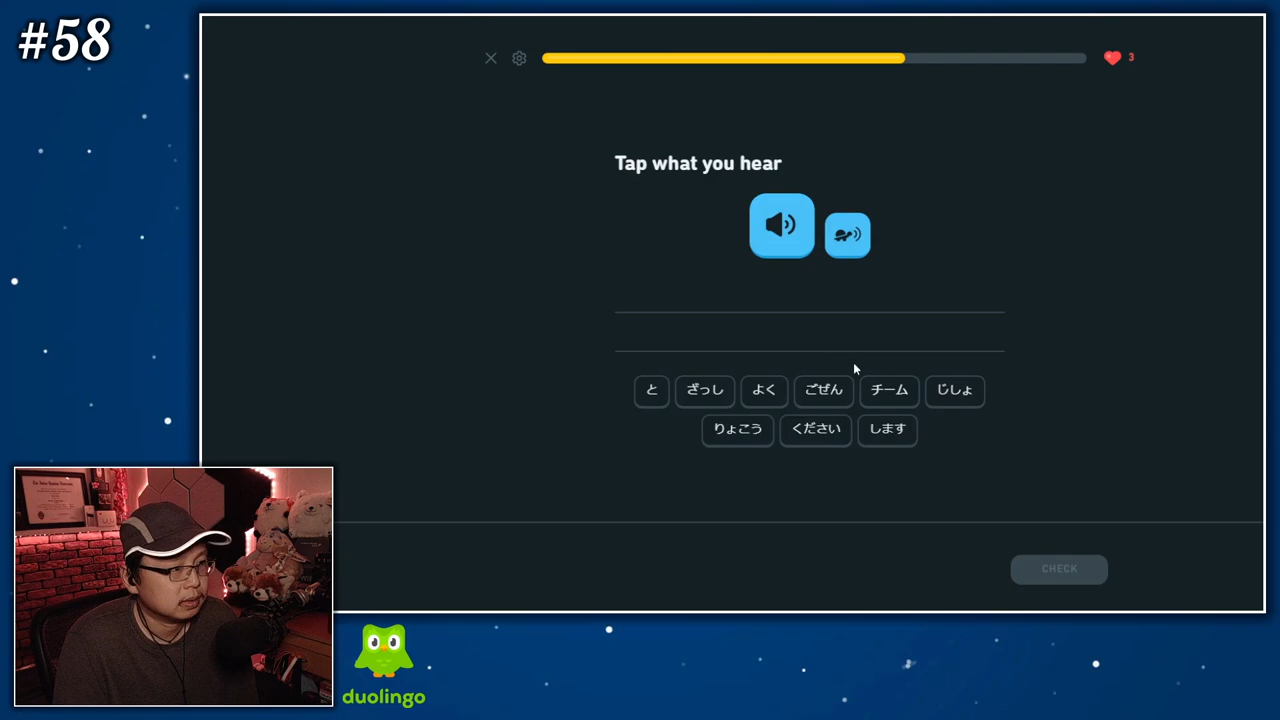 #58
3
Tap what you hear
と ざっし よく ごぜん チーム じしょ
りょこう ください します
CHECK
duolingo